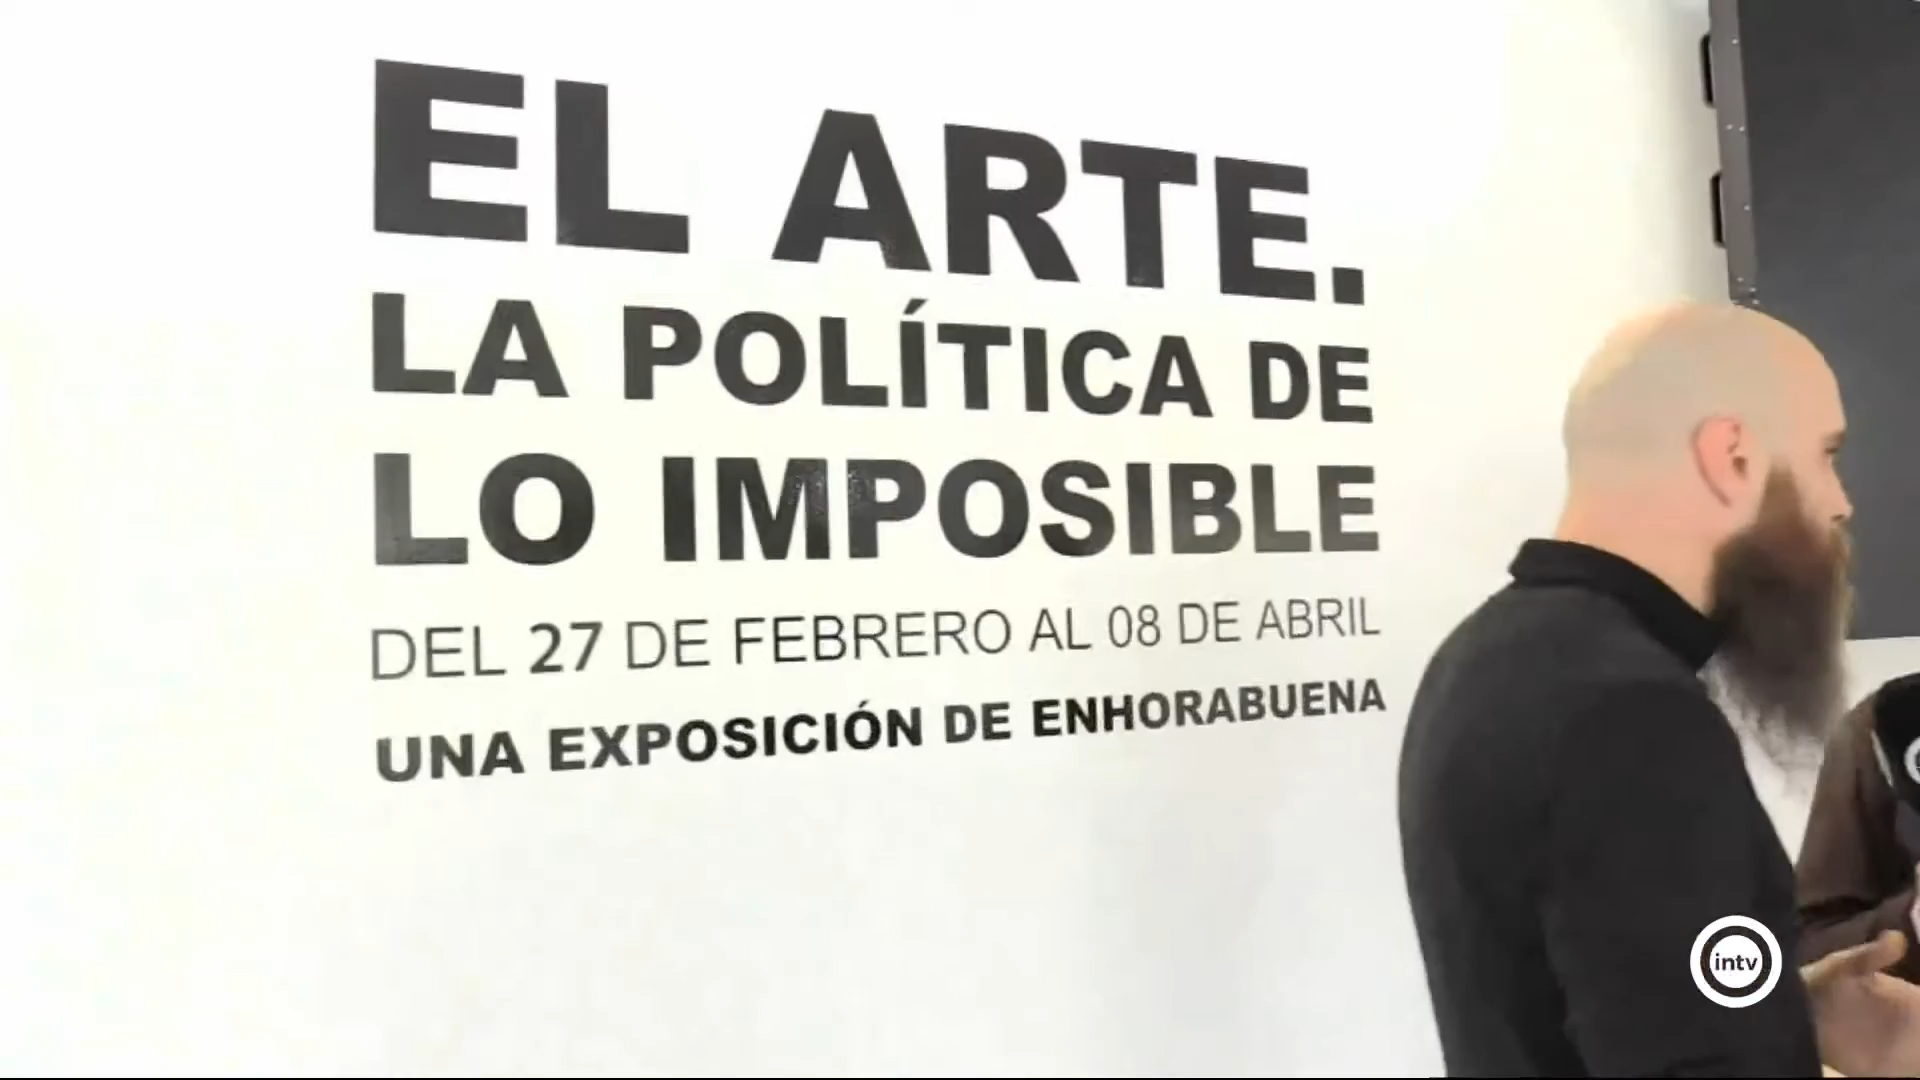 EL ARTE.
LA POLÍTICA DE
LO IMPOSIBLE
DEL 27 DE FEBRERO AL 08 DE ABRIL
UNA EXPOSICIÓN DE ENHORABUENA
intv